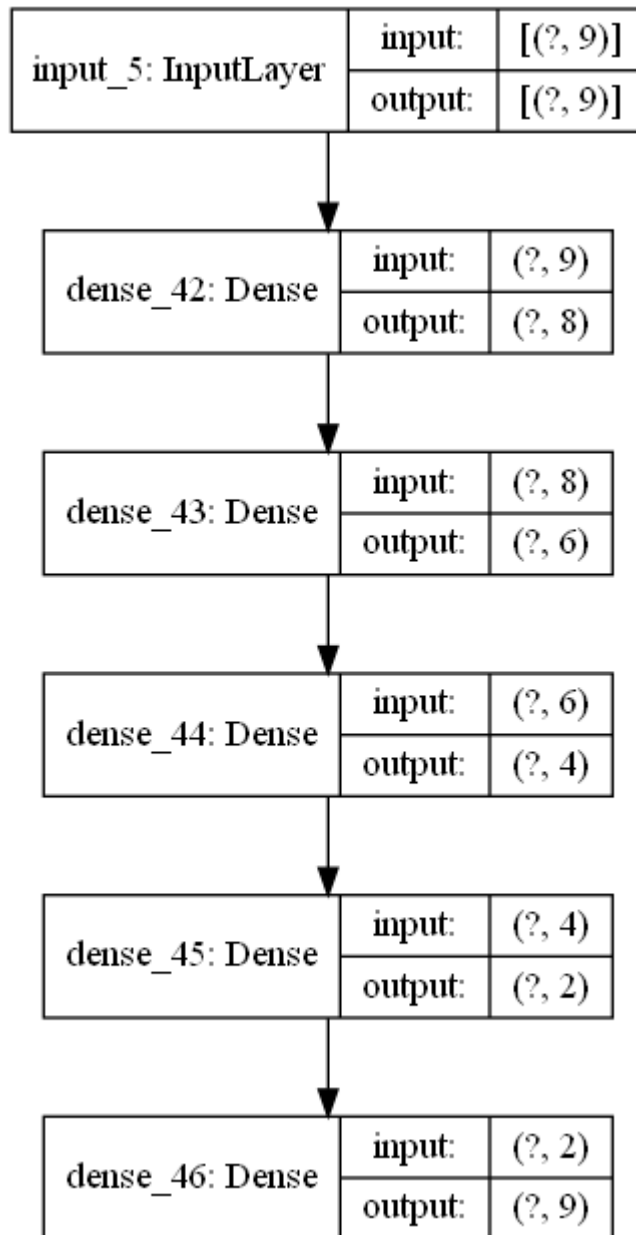 input_5: InputLayer
input: [(?, 9)]
output: [(?, 9)]
dense_42: Dense
input: (?, 9)
output: (?, 8)
dense_43: Dense
input: (?, 8)
output: (?, 6)
dense_44: Dense
input: (?, 6)
output: (?, 4)
dense_45: Dense
input: (?, 4)
output: (?, 2)
dense_46: Dense
input: (?, 2)
output: (?, 9)